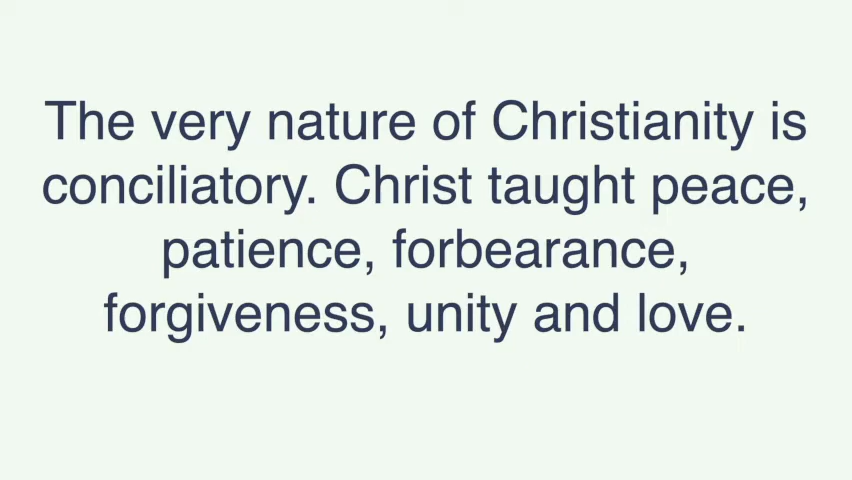 The very nature of Christianity is
conciliatory. Christ taught peace,
patience, forbearance,
forgiveness, unity and love.